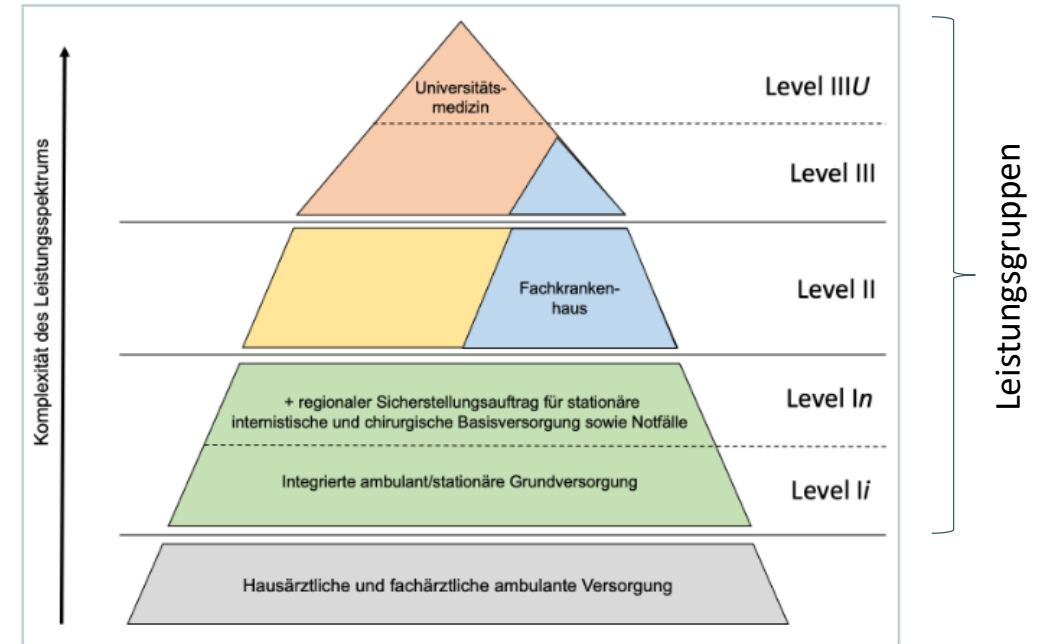 Komplexität des Leistungsspektrums
Universitäts-
medizin
Level IIIU
Level III
Fachkranken-
haus
Level II
+ regionaler Sicherstellungsauftrag für stationäre
internistische und chirurgische Basisversorgung sowie Notfälle
Level In
Integrierte ambulant/stationäre Grundversorgung
Level Ii
Hausärztliche und fachärztliche ambulante Versorgung
Leistungsgruppen